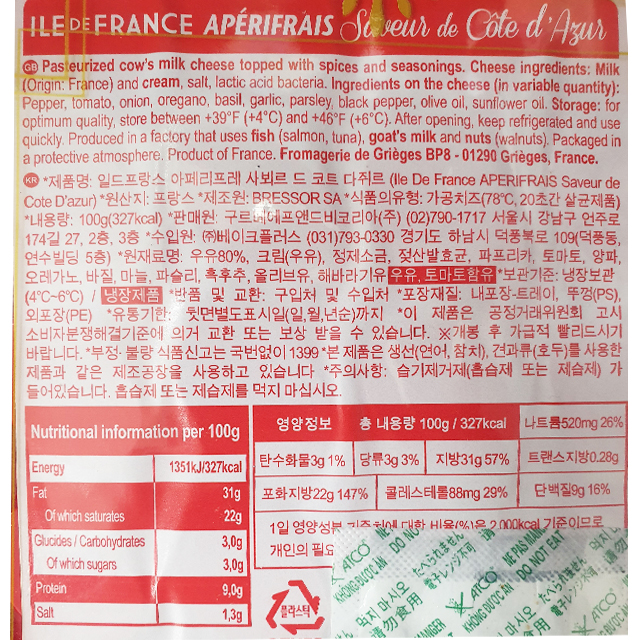 ILE DE FRANCE APÉRIFRAIS Saveur de Côte d'Azur
GB Pasteurized cow's milk cheese topped with spices and seasonings. Cheese ingredients: Milk
(Origin: France) and cream, salt, lactic acid bacteria. Ingredients on the cheese (in variable quantity):
Pepper, tomato, onion, oregano, basil, garlic, parsley, black pepper, olive oil, sunflower oil. Storage: for
optimum quality, store between +39°F (+4°C) and +46°F (+6°C). After opening, keep refrigerated and use
quickly. Produced in a factory that uses fish (salmon, tuna), goat's milk and nuts (walnuts). Packaged in
a protective atmosphere. Product of France. Fromagerie de Grièges BP8 - 01290 Grièges, France.
KR *제품명: 일드프랑스 아페리프레 사뵈르 드 코트 다쥐르 (Ile De France APERIFRAIS Saveur de
Cote D'azur) *원산지: 프랑스 *제조원: BRESSOR SA *식품의유형: 가공치즈(78℃, 20초간 살균제품)
*내용량: 100g(327kcal) *판매원: 구르메에프앤드비코리아(주) (02)790-1717 서울시 강남구 언주로
174길 27, 2층, 3층 *수입원: ㈜베이크플러스 (031)793-0330 경기도 하남시 덕풍북로 109(덕풍동,
연수빌딩 5층) *원재료명: 우유80%, 크림(우유), 정제소금, 젖산발효균, 파프리카, 토마토, 양파,
오레가노, 바질, 마늘, 파슬리, 흑후추, 올리브유, 해바라기유 우유, 토마토함유 *보관기준: 냉장보관
(4℃~6℃) / 냉장제품 *반품 및 교환: 구입처 및 수입처 *포장재질: 내포장-트레이, 뚜껑(PS),
외포장(PE) *유통기한: 뒷면별도표시일(일,월,년순)까지 *이 제품은 공정거래위원회 고시
소비자분쟁해결기준에 의거 교환 또는 보상 받을 수 있습니다. ※개봉 후 가급적 빨리드시기
바랍니다. *부정·불량 식품신고는 국번없이 1399 *본 제품은 생선(연어, 참치), 견과류(호두)를 사용한
제품과 같은 제조공장을 사용하고 있습니다 *주의사항: 습기제거제(흡습제 또는 제습제) 가
들어있습니다. 흡습제 또는 제습제를 먹지 마십시오.
Nutritional information per 100g
Energy 1351kJ/327kcal
Fat 31g
Of which saturates 22g
Glucides / Carbohydrates 3,0g
Of which sugars 3,0g
Protein 9,0g
Salt 1,3g
영양정보 총 내용량 100g / 327kcal 나트륨520mg 26%
탄수화물3g 1% 당류3g 3% 지방31g 57% 트랜스지방0.28g
포화지방22g 147% 콜레스테롤88mg 29% 단백질9g 16%
1일 영양성분 기준치에 대한 비율(%)은 2,000kcal 기준이므로
개인의 필요
플라스틱
ATCO
KHÔNG ĐƯỢC ĂN
DO NOT EAT
먹지 마시오
たべられません
電子レンジ不可
请勿食用
NE PAS MANGER
ATCO
KHÔNG ĐƯỢC ĂN
DO NOT EAT